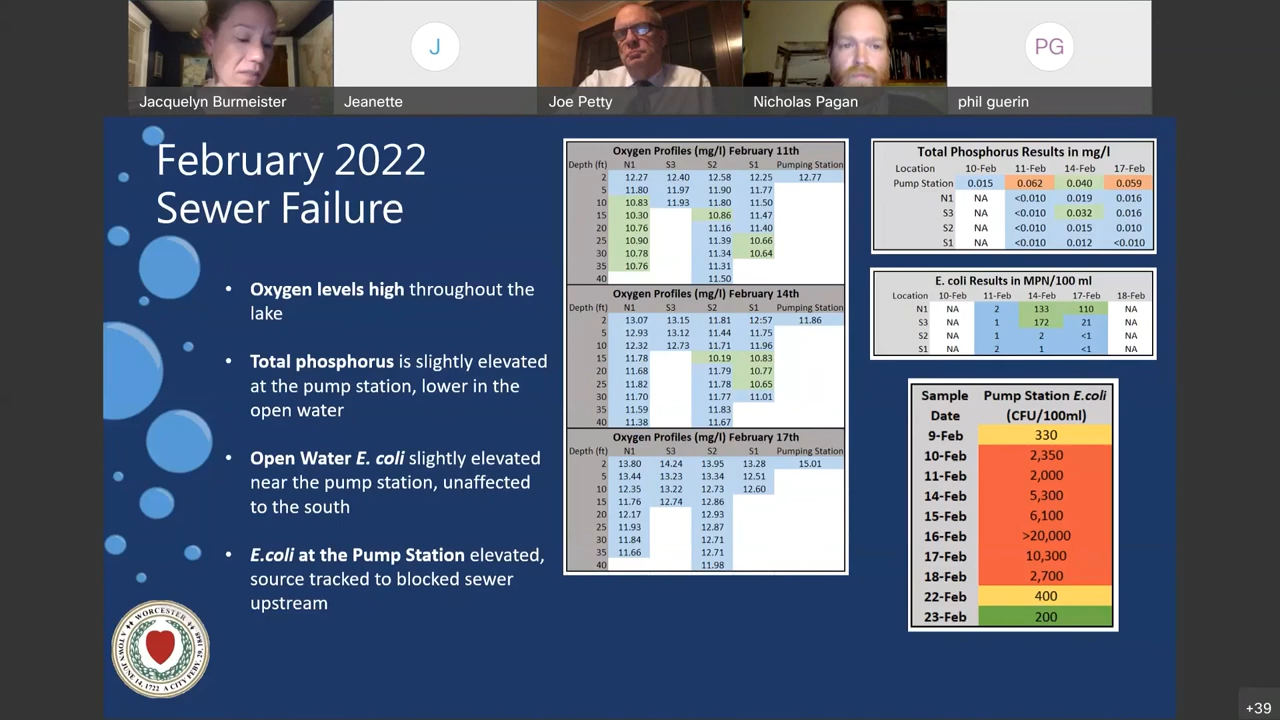 Jacquelyn Burmeister
J
Jeanette
Joe Petty
Nicholas Pagan
PG
phil guerin
February 2022
Sewer Failure
• Oxygen levels high throughout the
lake
• Total phosphorus is slightly elevated
at the pump station, lower in the
open water
• Open Water E. coli slightly elevated
near the pump station, unaffected
to the south
• E.coli at the Pump Station elevated,
source tracked to blocked sewer
upstream
WORCESTER
A TOWN JUNE 14, 1722 A CITY FEBY. 29, 1848
Oxygen Profiles (mg/l) February 11th
Depth (ft) N1 S3 S2 S1 Pumping Station
2 12.27 12.40 12.58 12.25 12.77
5 11.80 11.97 11.90 11.77
10 10.83 11.93 11.80 11.50
15 10.30 10.86 11.47
20 10.76 11.16 11.40
25 10.90 11.39 10.66
30 10.78 11.34 10.64
35 10.76 11.31
40 11.50
Oxygen Profiles (mg/l) February 14th
Depth (ft) N1 S3 S2 S1 Pumping Station
2 13.07 13.15 11.81 12:57 11.86
5 12.93 13.12 11.44 11.75
10 12.32 12.73 11.71 11.96
15 11.78 10.19 10.83
20 11.68 11.79 10.77
25 11.82 11.78 10.65
30 11.70 11.77 11.01
35 11.59 11.83
40 11.38 11.67
Oxygen Profiles (mg/l) February 17th
Depth (ft) N1 S3 S2 S1 Pumping Station
2 13.80 14.24 13.95 13.28 15.01
5 13.44 13.23 13.34 12.51
10 12.35 13.22 12.73 12.60
15 11.76 12.74 12.86
20 12.17 12.93
25 11.93 12.87
30 11.84 12.71
35 11.66 12.71
40 11.98
Total Phosphorus Results in mg/l
Location 10-Feb 11-Feb 14-Feb 17-Feb
Pump Station 0.015 0.062 0.040 0.059
N1 NA <0.010 0.019 0.016
S3 NA <0.010 0.032 0.016
S2 NA <0.010 0.015 0.010
S1 NA <0.010 0.012 <0.010
E. coli Results in MPN/100 ml
Location 10-Feb 11-Feb 14-Feb 17-Feb 18-Feb
N1 NA 2 133 110 NA
S3 NA 1 172 21 NA
S2 NA 1 2 <1 NA
S1 NA 2 1 <1 NA
Sample Date Pump Station E.coli (CFU/100ml)
9-Feb 330
10-Feb 2,350
11-Feb 2,000
14-Feb 5,300
15-Feb 6,100
16-Feb >20,000
17-Feb 10,300
18-Feb 2,700
22-Feb 400
23-Feb 200
+39